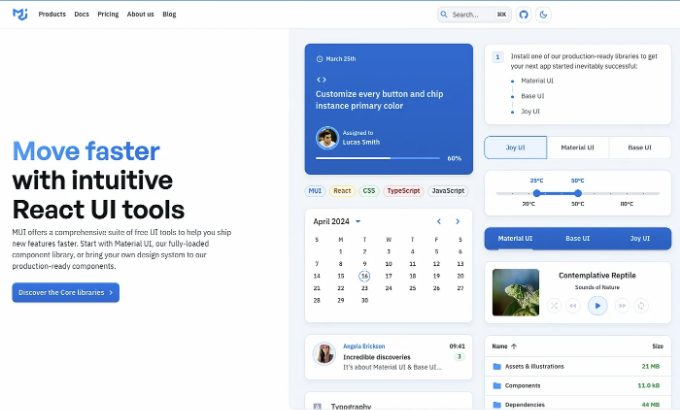 Products Docs Pricing About us Blog
Search... ⌘K
Move faster
with intuitive
React UI tools
MUI offers a comprehensive suite of free UI tools to help you ship
new features faster. Start with Material UI, our fully-loaded
component library, or bring your own design system to our
production-ready components.
Discover the Core libraries
March 25th
Customize every button and chip
instance primary color
Assigned to
Lucas Smith
60%
MUI React CSS TypeScript JavaScript
April 2024
S M T W T F S
1 2 3 4 5 6
7 8 9 10 11 12 13
14 15 16 17 18 19 20
21 22 23 24 25 26 27
28 29 30
Angela Erickson 09:41
Incredible discoveries 3
It's about Material UI & Base UI...
Typography
1 Install one of our production-ready libraries to get
your next app started inevitably successful:
Material UI
Base UI
Joy UI
Joy UI Material UI Base UI
50°C
20°C 50°C
Material UI Base UI Joy UI
Contemplative Reptile
Sounds of Nature
Name Size
Assets & Illustrations 21 MB
Components 11.0 kB
Dependencies 44 MB